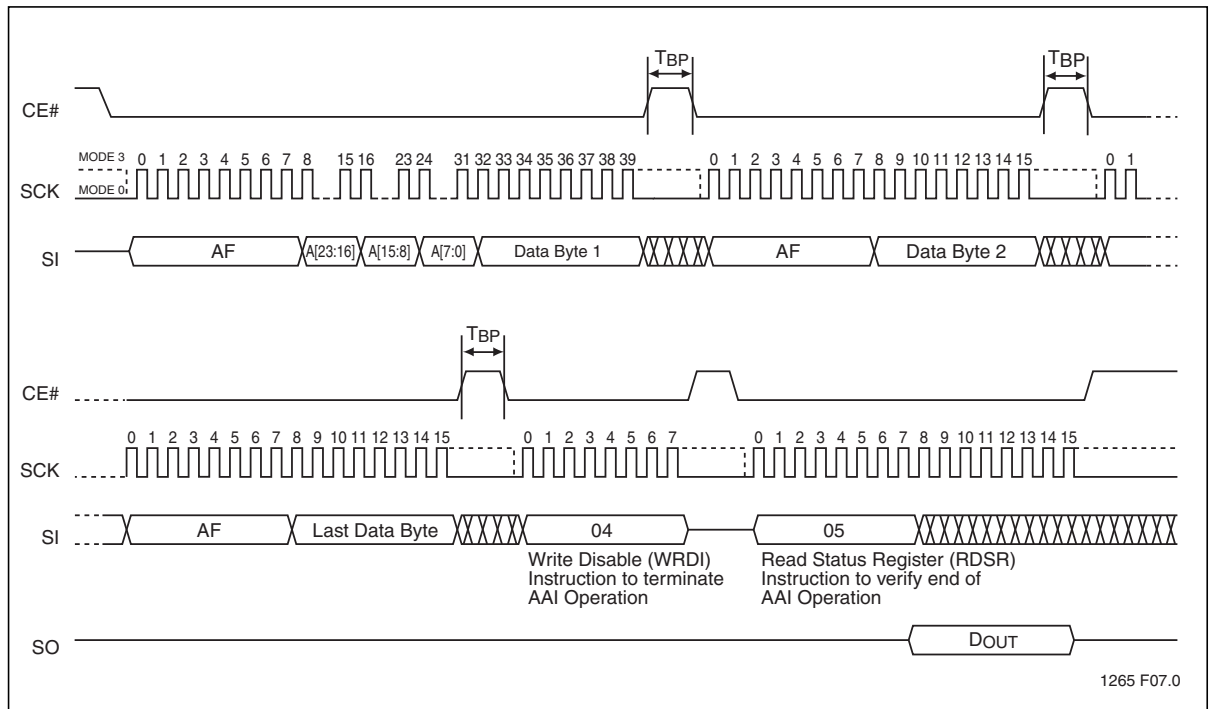 TBP TBP
CE#
MODE 3 0 1 2 3 4 5 6 7 8 15 16 23 24 31 32 33 34 35 36 37 38 39 0 1 2 3 4 5 6 7 8 9 10 11 12 13 14 15 0 1
SCK MODE 0
SI AF A[23:16] A[15:8] A[7:0] Data Byte 1 AF Data Byte 2
TBP
CE#
0 1 2 3 4 5 6 7 8 9 10 11 12 13 14 15 0 1 2 3 4 5 6 7 0 1 2 3 4 5 6 7 8 9 10 11 12 13 14 15
SCK
SI AF Last Data Byte 04 05
Write Disable (WRDI)
Instruction to terminate
AAI Operation
Read Status Register (RDSR)
Instruction to verify end of
AAI Operation
SO DOUT
1265 F07.0